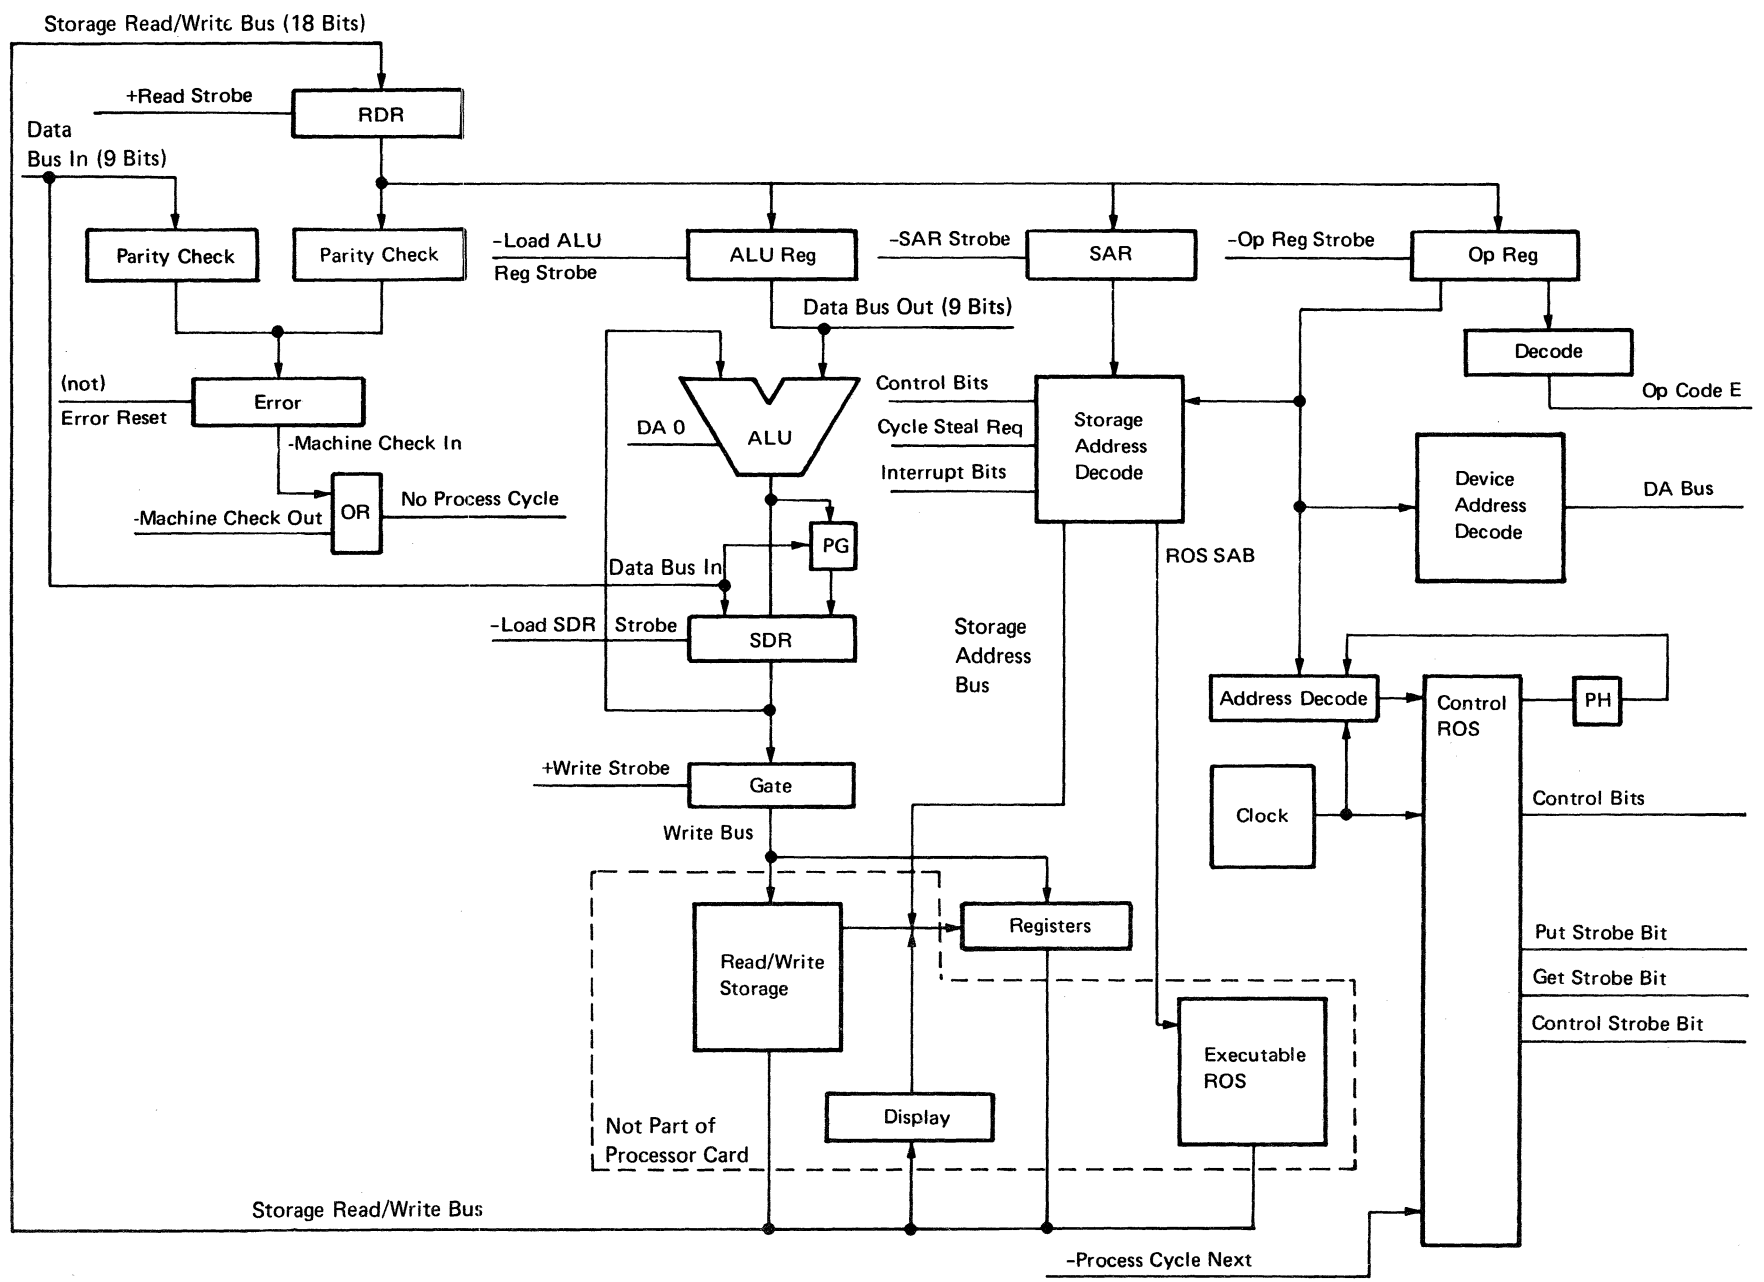 Storage Read/Write Bus (18 Bits)
+Read Strobe
RDR
Data
Bus In (9 Bits)
Parity Check
Parity Check
-Load ALU
Reg Strobe
ALU Reg
-SAR Strobe
SAR
-Op Reg Strobe
Op Reg
Data Bus Out (9 Bits)
Decode
Op Code E
(not)
Error Reset
Error
-Machine Check In
-Machine Check Out
OR
No Process Cycle
DA 0
ALU
Control Bits
Cycle Steal Req
Interrupt Bits
Storage
Address
Decode
Device
Address
Decode
DA Bus
PG
Data Bus In
ROS SAB
-Load SDR Strobe
SDR
Storage
Address
Bus
Address Decode
Control
ROS
PH
+Write Strobe
Gate
Clock
Control Bits
Write Bus
Read/Write
Storage
Registers
Put Strobe Bit
Get Strobe Bit
Control Strobe Bit
Executable
ROS
Display
Not Part of
Processor Card
Storage Read/Write Bus
-Process Cycle Next